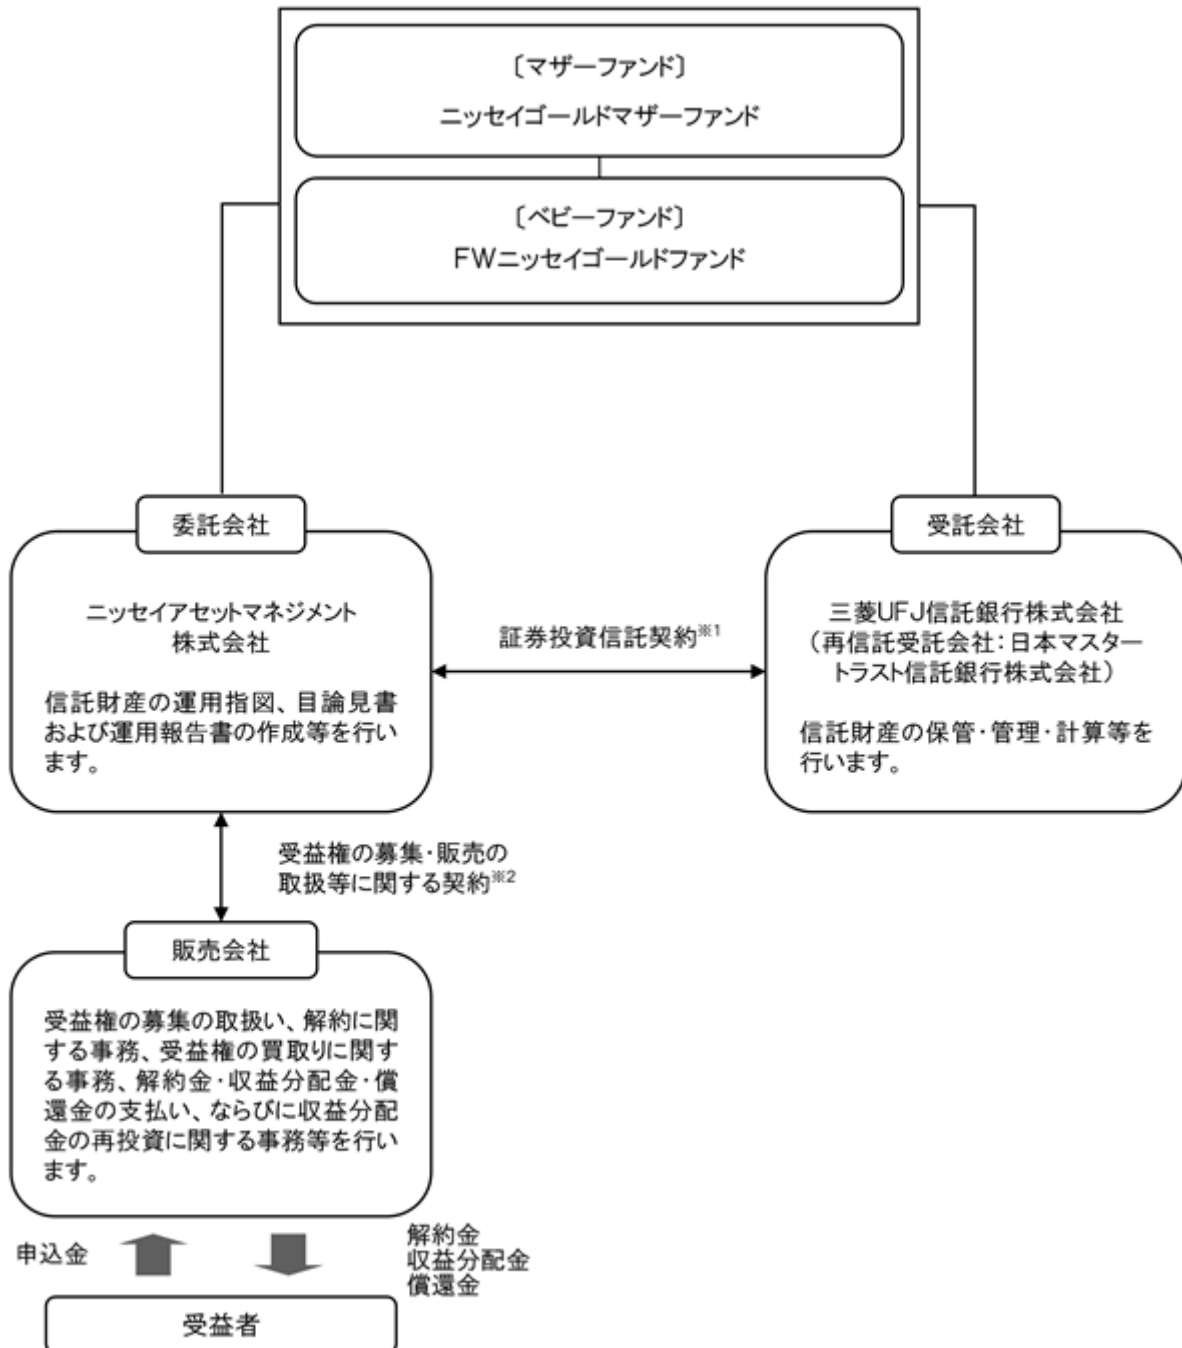 〔マザーファンド〕
ニッセイゴールドマザーファンド
〔ベビーファンド〕
FWニッセイゴールドファンド
委託会社
ニッセイアセットマネジメント
株式会社
信託財産の運用指図、目論見書
および運用報告書の作成等を行い
ます。
証券投資信託契約※1
受託会社
三菱UFJ信託銀行株式会社
（再信託受託会社：日本マスター
トラスト信託銀行株式会社）
信託財産の保管・管理・計算等を
行います。
受益権の募集・販売の
取扱等に関する契約※2
販売会社
受益権の募集の取扱い、解約に関
する事務、受益権の買取りに関す
る事務、解約金・収益分配金・償
還金の支払い、ならびに収益分配
金の再投資に関する事務等を行い
ます。
申込金
解約金
収益分配金
償還金
受益者